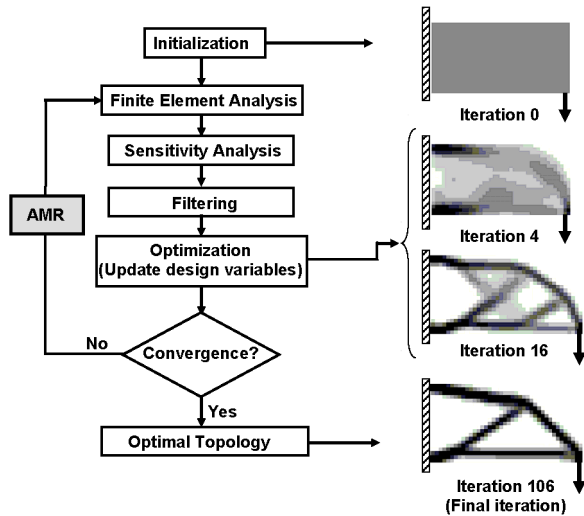 Initialization
Finite Element Analysis
Sensitivity Analysis
Filtering
AMR
Optimization
(Update design variables)
No
Convergence?
Yes
Optimal Topology
Iteration 0
Iteration 4
Iteration 16
Iteration 106
(Final iteration)